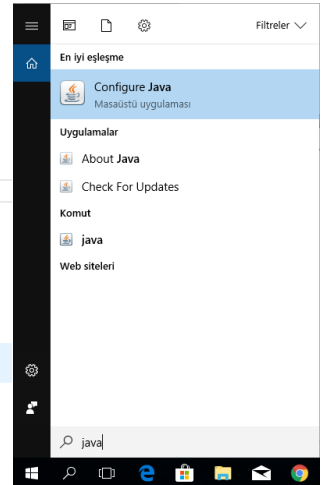 Filtreler
En iyi eşleşme
Configure Java
Masaüstü uygulaması
Uygulamalar
About Java
Check For Updates
Komut
java
Web siteleri
java